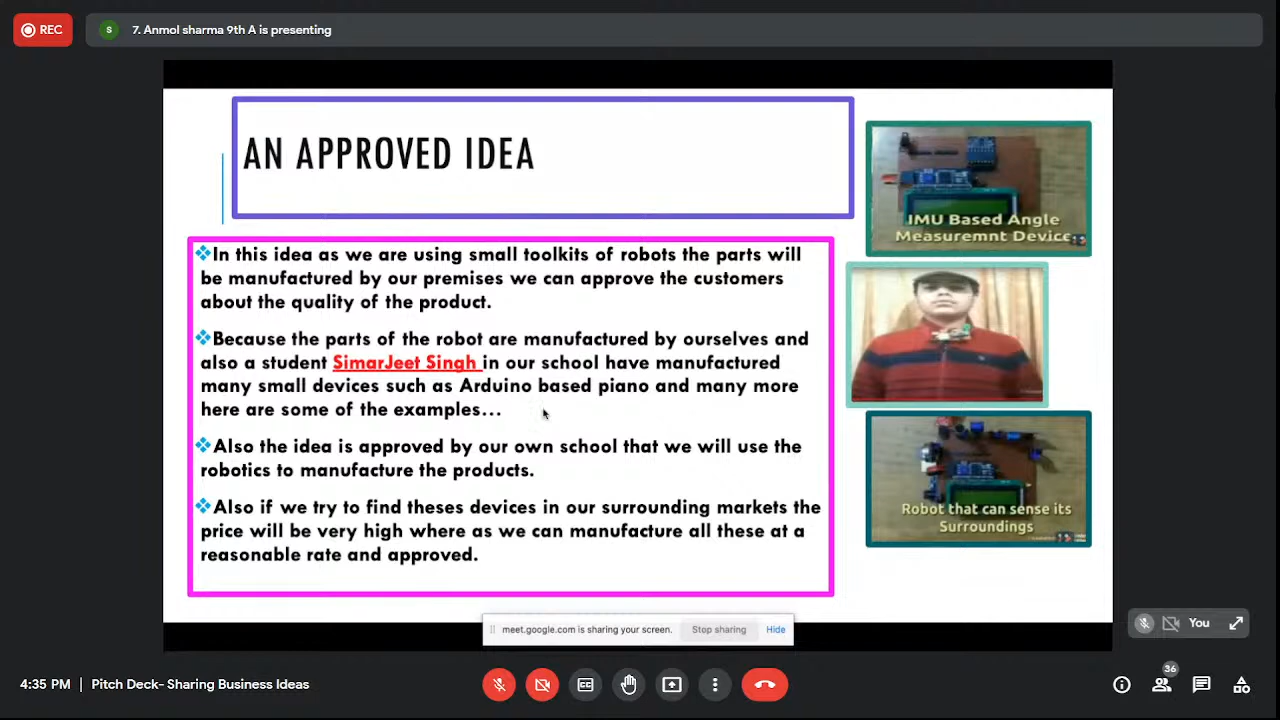 REC
S
7. Anmol sharma 9th A is presenting
AN APPROVED IDEA
In this idea as we are using small toolkits of robots the parts will
be manufactured by our premises we can approve the customers
about the quality of the product.
Because the parts of the robot are manufactured by ourselves and
also a student SimarJeet Singh in our school have manufactured
many small devices such as Arduino based piano and many more
here are some of the examples...
Also the idea is approved by our own school that we will use the
robotics to manufacture the products.
Also if we try to find theses devices in our surrounding markets the
price will be very high where as we can manufacture all these at a
reasonable rate and approved.
IMU Based Angle
Measuremnt Device
Robot that can sense its
Surroundings
meet.google.com is sharing your screen.
Stop sharing
Hide
You
4:35 PM | Pitch Deck- Sharing Business Ideas
36